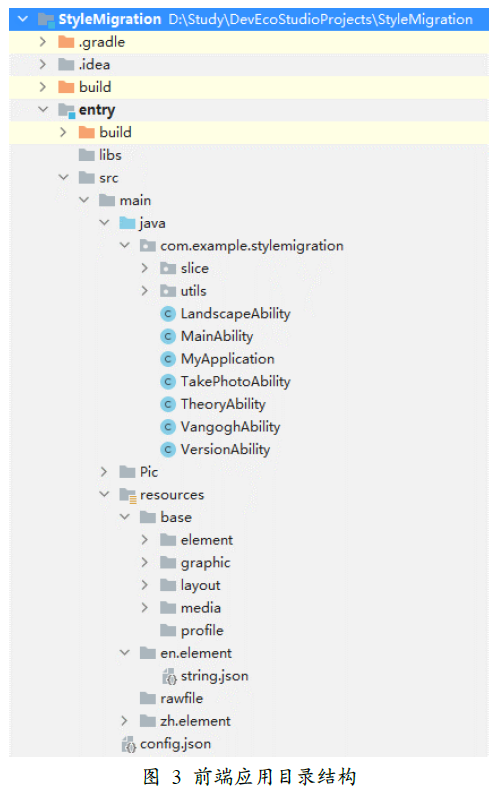 StyleMigration D:\Study\DevEcoStudioProjects\StyleMigration
.gradle
.idea
build
entry
build
libs
src
main
java
com.example.stylemigration
slice
utils
LandscapeAbility
MainAbility
MyApplication
TakePhotoAbility
TheoryAbility
VangoghAbility
VersionAbility
Pic
resources
base
element
graphic
layout
media
profile
en.element
string.json
rawfile
zh.element
config.json
图 3 前端应用目录结构